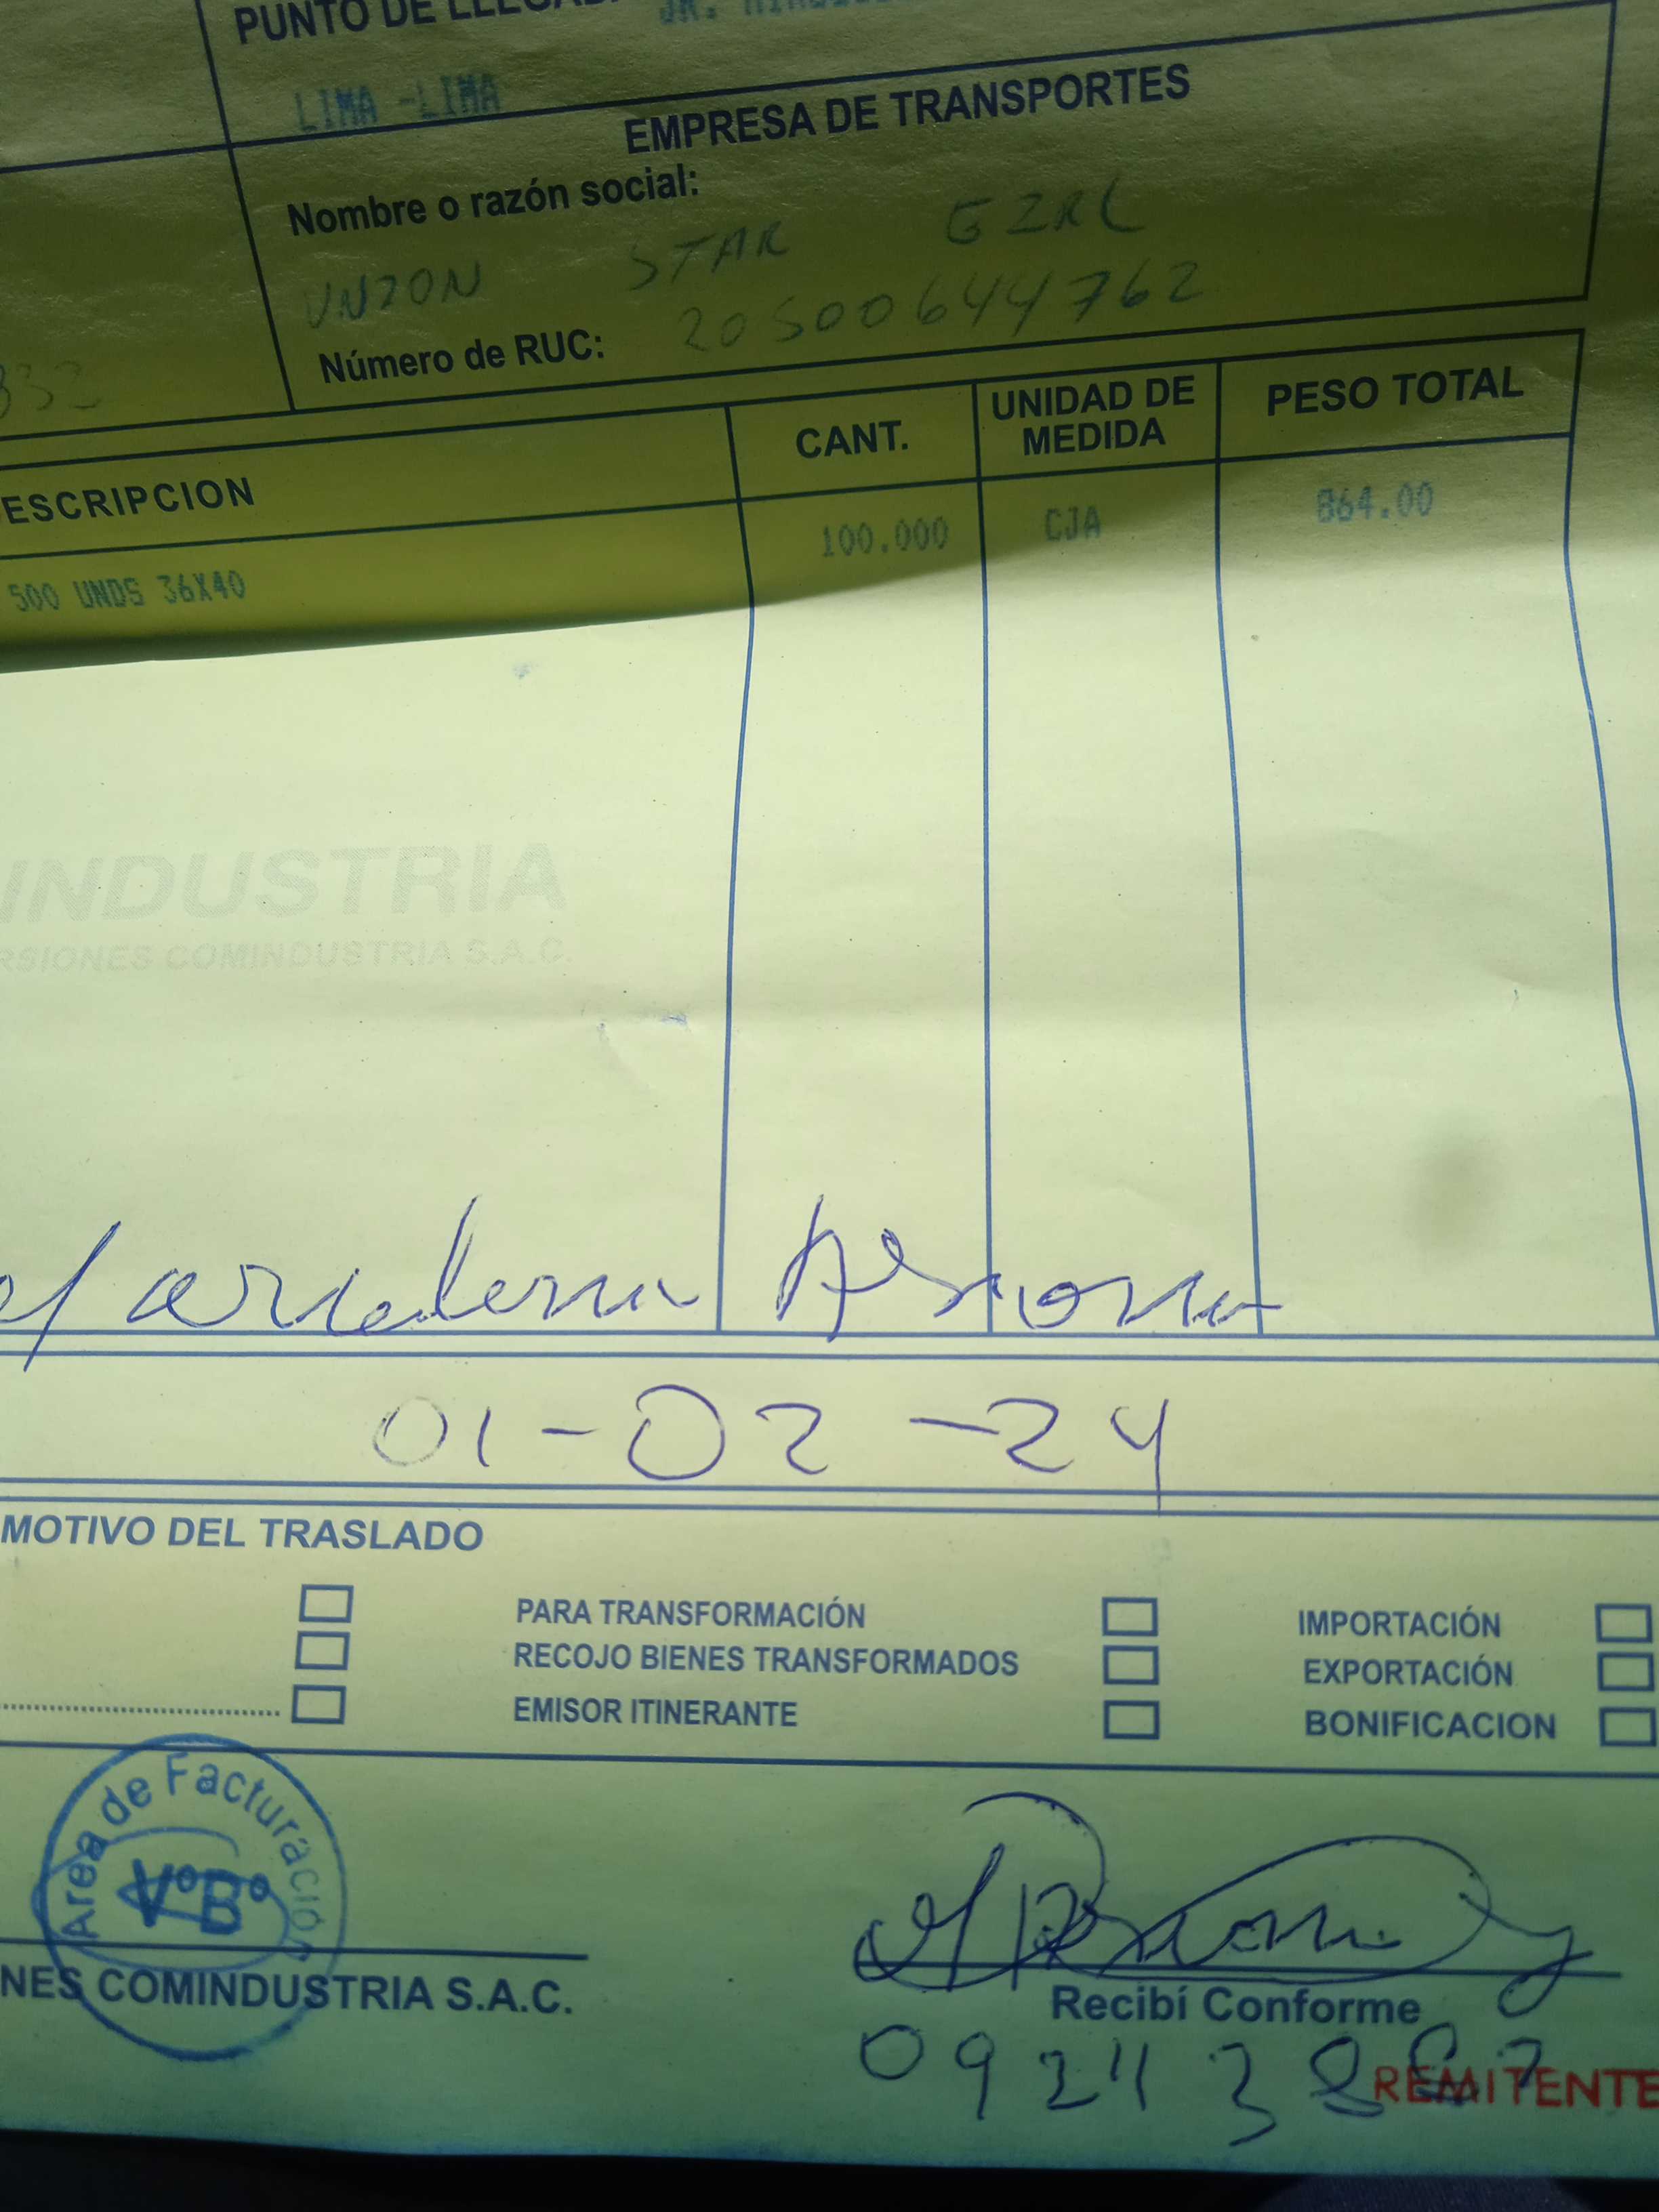 PUNTO DE
JR.
LIMA -LIMA
EMPRESA DE TRANSPORTES
Nombre o razón social:
UNION STAR EIRL
Número de RUC: 20500644762
332
ESCRIPCION CANT. UNIDAD DE MEDIDA PESO TOTAL
500 UNDS 36X40 100.000 CJA 864.00
INDUSTRIA
RSIONES COMINDUSTRIA S.A.C.
01-02-24
MOTIVO DEL TRASLADO
PARA TRANSFORMACIÓN IMPORTACIÓN
RECOJO BIENES TRANSFORMADOS EXPORTACIÓN
EMISOR ITINERANTE BONIFICACION
Area de Facturación
V°B°
NES COMINDUSTRIA S.A.C.
Recibí Conforme
REMITENTE